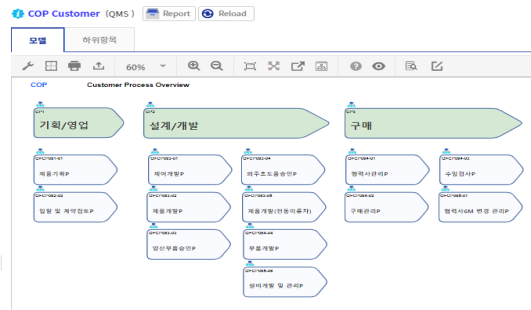 COP Customer (QMS) Report Reload
모델 하위항목
60%
COP Customer Process Overview
CP1 CP2 CP3
기획/영업 설계/개발 구매
제품기획P 제어개발P 외주초도품승인P 협력사관리P 수입검사P
입찰 및 계약검토P 제품개발P 제품개발(전동이륜차) 구매관리P 협력사4M 변경 관리P
양산부품승인P 부품개발P
설비개발 및 관리P